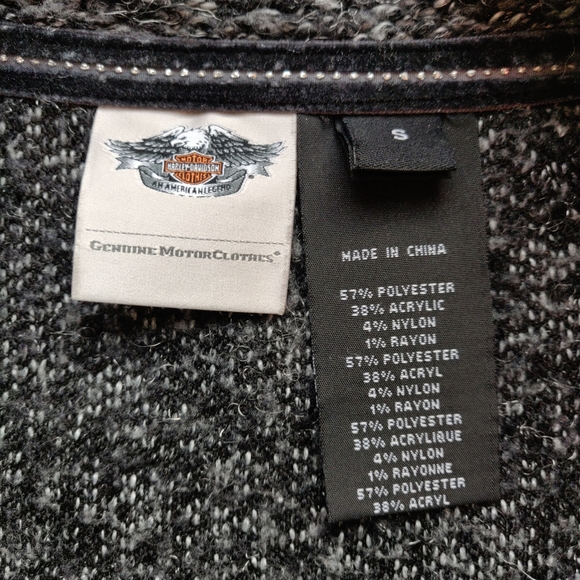 MOTOR
HARLEY-DAVIDSON
CLOTHES
AN AMERICAN LEGEND
GENUINE MOTORCLOTHES®
S
MADE IN CHINA
57% POLYESTER
38% ACRYLIC
4% NYLON
1% RAYON
57% POLYESTER
38% ACRYL
4% NYLON
1% RAYON
57% POLYESTER
38% ACRYLIQUE
4% NYLON
1% RAYONNE
57% POLYESTER
38% ACRYL